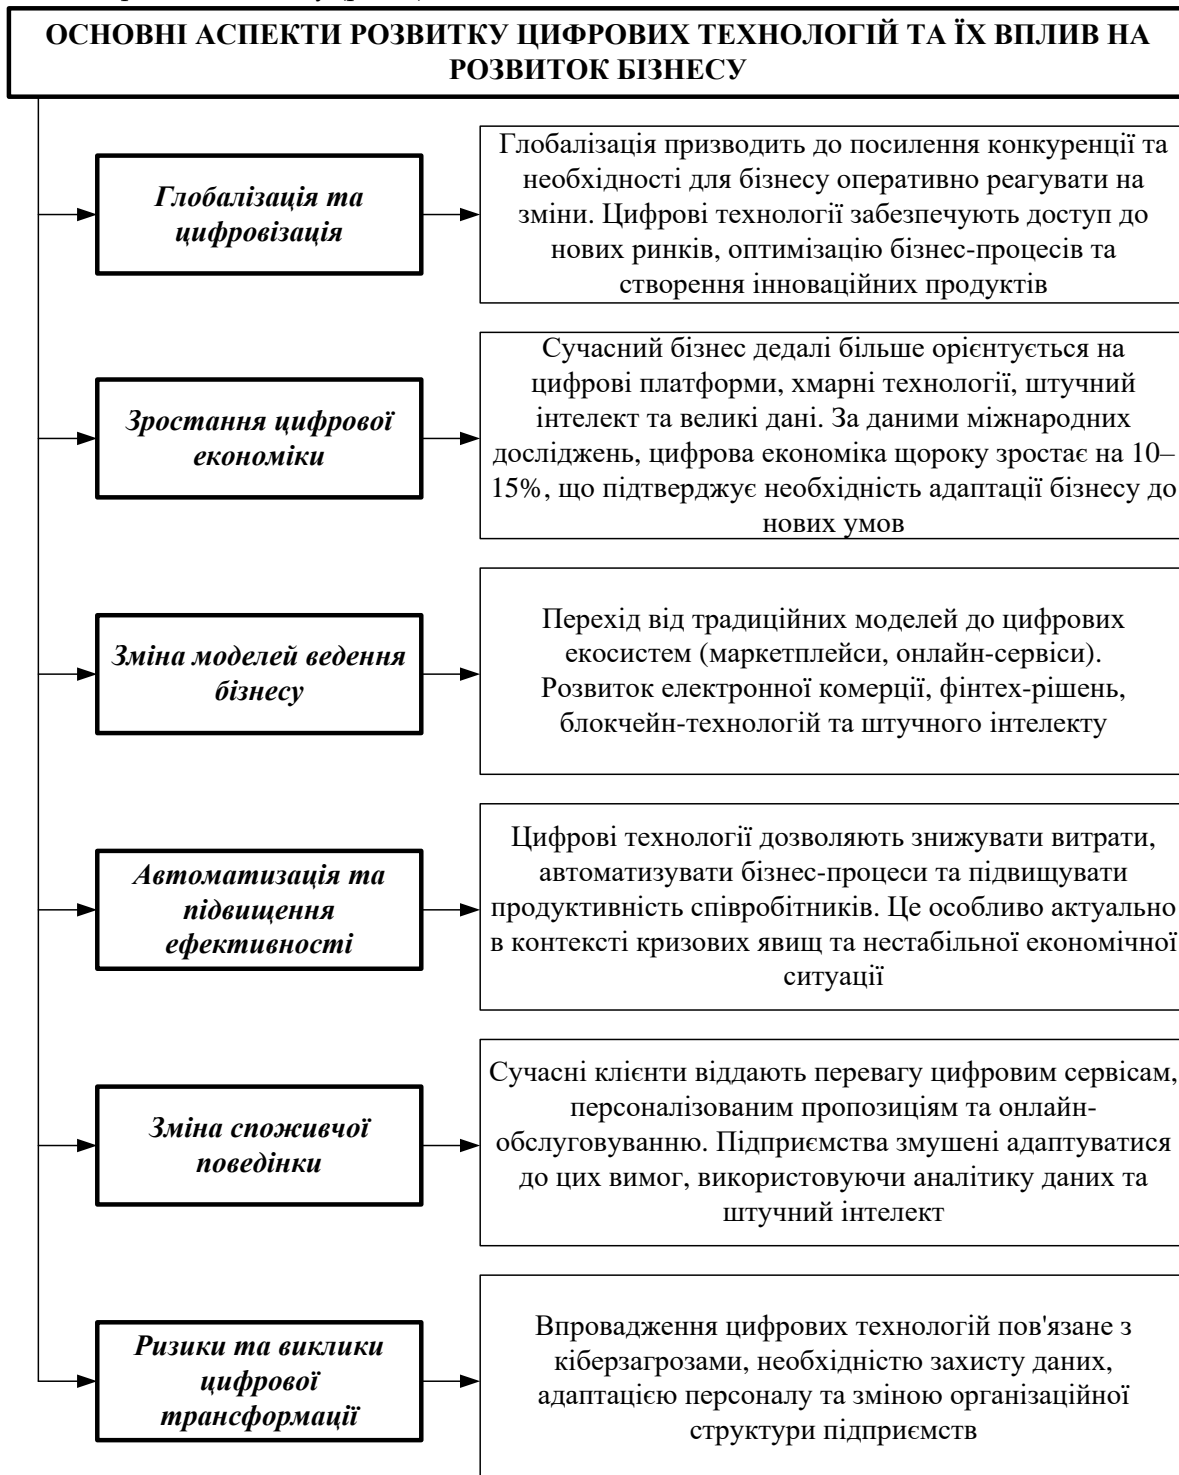 ОСНОВНІ АСПЕКТИ РОЗВИТКУ ЦИФРОВИХ ТЕХНОЛОГІЙ ТА ЇХ ВПЛИВ НА
РОЗВИТОК БІЗНЕСУ
Глобалізація та
цифровізація
Глобалізація призводить до посилення конкуренції та
необхідності для бізнесу оперативно реагувати на
зміни. Цифрові технології забезпечують доступ до
нових ринків, оптимізацію бізнес-процесів та
створення інноваційних продуктів
Зростання цифрової
економіки
Сучасний бізнес дедалі більше орієнтується на
цифрові платформи, хмарні технології, штучний
інтелект та великі дані. За даними міжнародних
досліджень, цифрова економіка щороку зростає на 10–
15%, що підтверджує необхідність адаптації бізнесу до
нових умов
Зміна моделей ведення
бізнесу
Перехід від традиційних моделей до цифрових
екосистем (маркетплейси, онлайн-сервіси).
Розвиток електронної комерції, фінтех-рішень,
блокчейн-технологій та штучного інтелекту
Автоматизація та
підвищення
ефективності
Цифрові технології дозволяють знижувати витрати,
автоматизувати бізнес-процеси та підвищувати
продуктивність співробітників. Це особливо актуально
в контексті кризових явищ та нестабільної економічної
ситуації
Зміна споживчої
поведінки
Сучасні клієнти віддають перевагу цифровим сервісам,
персоналізованим пропозиціям та онлайн-
обслуговуванню. Підприємства змушені адаптуватися
до цих вимог, використовуючи аналітику даних та
штучний інтелект
Ризики та виклики
цифрової
трансформації
Впровадження цифрових технологій пов'язане з
кіберзагрозами, необхідністю захисту даних,
адаптацією персоналу та зміною організаційної
структури підприємств